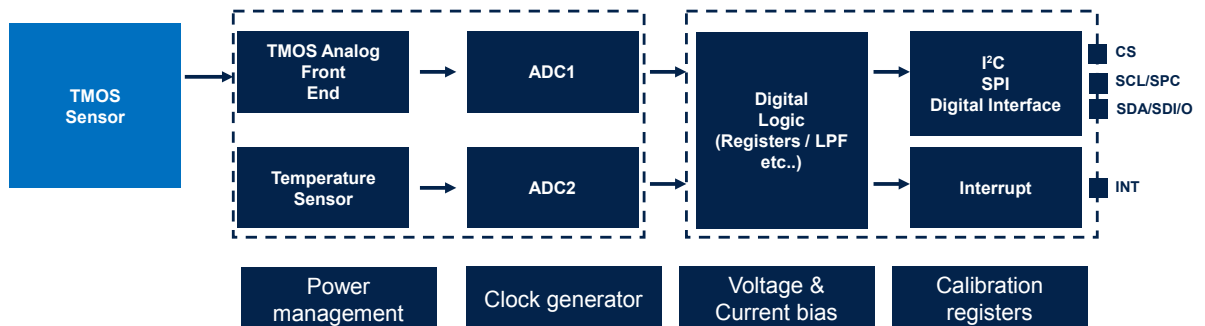 TMOS
Sensor
TMOS Analog
Front
End
ADC1
Temperature
Sensor
ADC2
Digital
Logic
(Registers / LPF
etc..)
I²C
SPI
Digital Interface
Interrupt
CS
SCL/SPC
SDA/SDI/O
INT
Power
management
Clock generator
Voltage &
Current bias
Calibration
registers